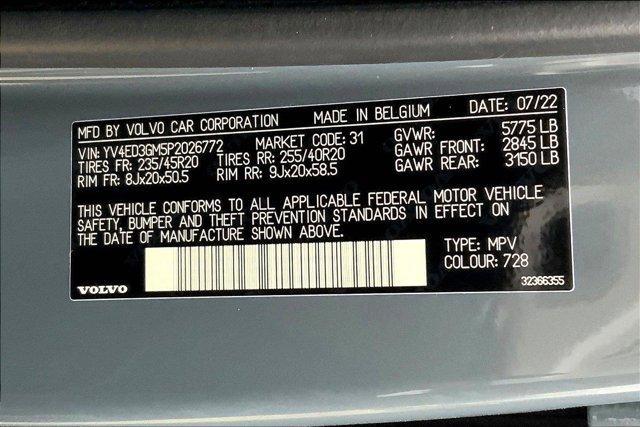 MFD BY VOLVO CAR CORPORATION MADE IN BELGIUM DATE: 07/22
VIN: YV4ED3GM5P2026772 MARKET CODE: 31 GVWR: 5775 LB
TIRES FR: 235/45R20 TIRES RR: 255/40R20 GAWR FRONT: 2845 LB
RIM FR: 8Jx20x50.5 9Jx20x58.5 GAWR REAR: 3150 LB
THIS VEHICLE CONFORMS TO ALL APPLICABLE FEDERAL MOTOR VEHICLE
SAFETY, BUMPER AND THEFT PREVENTION STANDARDS IN EFFECT ON
THE DATE OF MANUFACTURE SHOWN ABOVE.
TYPE: MPV
COLOUR: 728
VOLVO
32366355